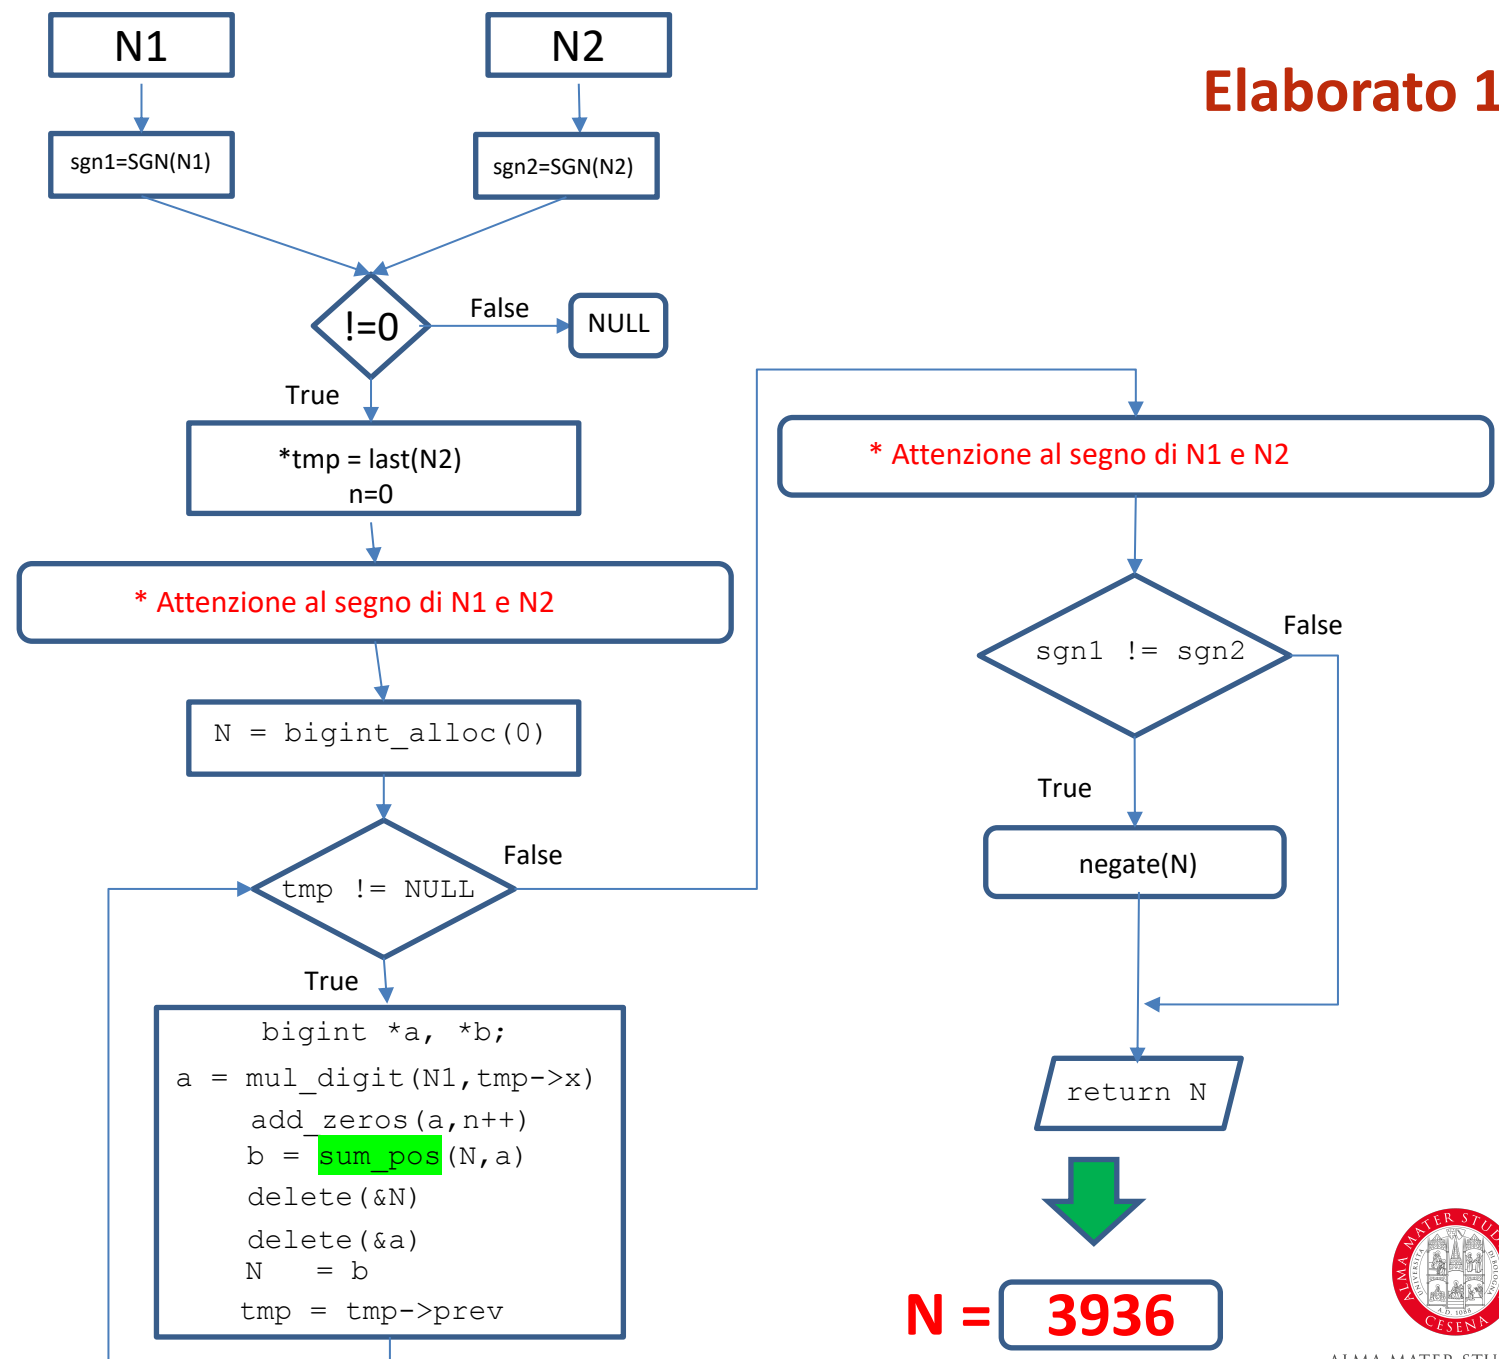 N1
N2
Elaborato 1
sgn1=SGN(N1)
sgn2=SGN(N2)
!=0
False
NULL
True
*tmp = last(N2)
n=0
* Attenzione al segno di N1 e N2
N = bigint_alloc(0)
tmp != NULL
False
True
bigint *a, *b;
a = mul_digit(N1,tmp->x)
add_zeros(a,n++)
b = sum_pos(N,a)
delete(&N)
delete(&a)
N = b
tmp = tmp->prev
* Attenzione al segno di N1 e N2
sgn1 != sgn2
False
True
negate(N)
return N
N = 3936
CESENA
A.D. 1088